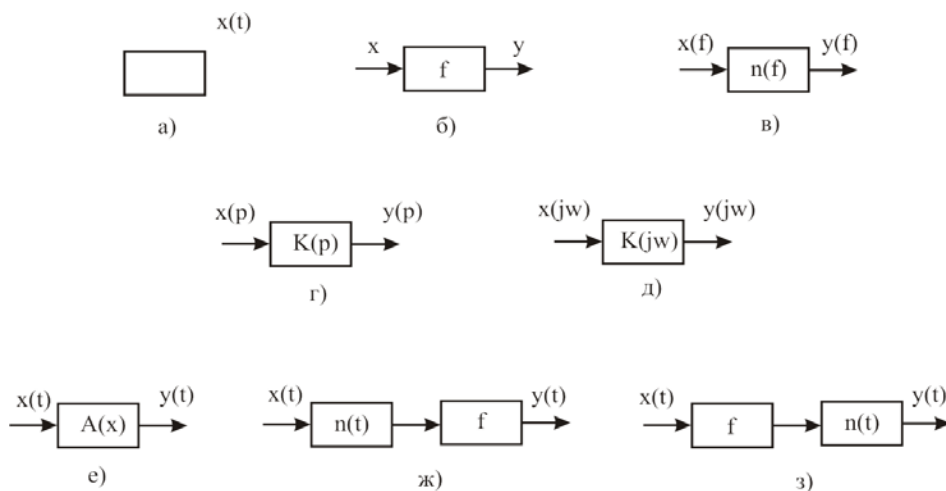 x(t)
а)
x
f
y
б)
x(f)
n(f)
y(f)
в)
x(p)
K(p)
y(p)
г)
x(jw)
K(jw)
y(jw)
д)
x(t)
A(x)
y(t)
е)
x(t)
n(t)
f
y(t)
ж)
x(t)
f
n(t)
y(t)
з)